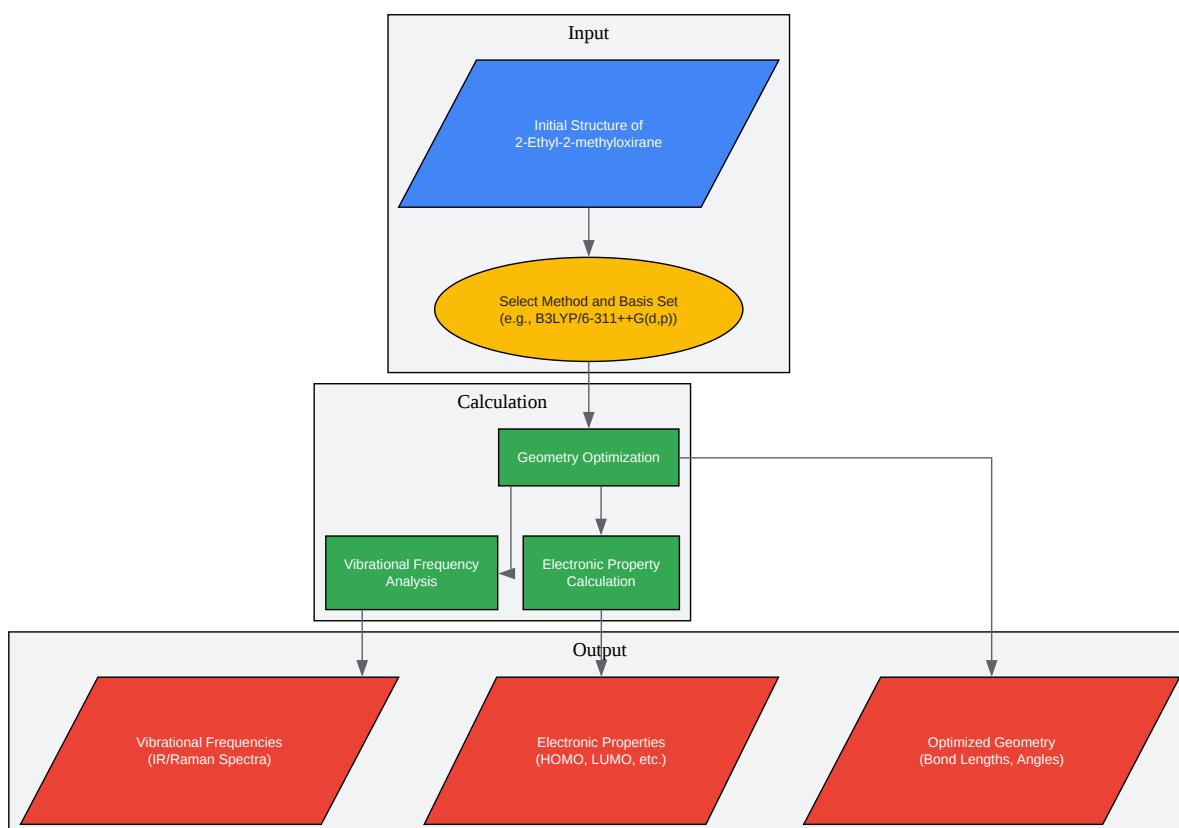 Input
Initial Structure of
2-Ethyl-2-methyloxirane
Select Method and Basis Set
(e.g., B3LYP/6-311++G(d,p))
Calculation
Geometry Optimization
Vibrational Frequency
Analysis
Electronic Property
Calculation
Output
Vibrational Frequencies
(IR/Raman Spectra)
Electronic Properties
(HOMO, LUMO, etc.)
Optimized Geometry
(Bond Lengths, Angles)